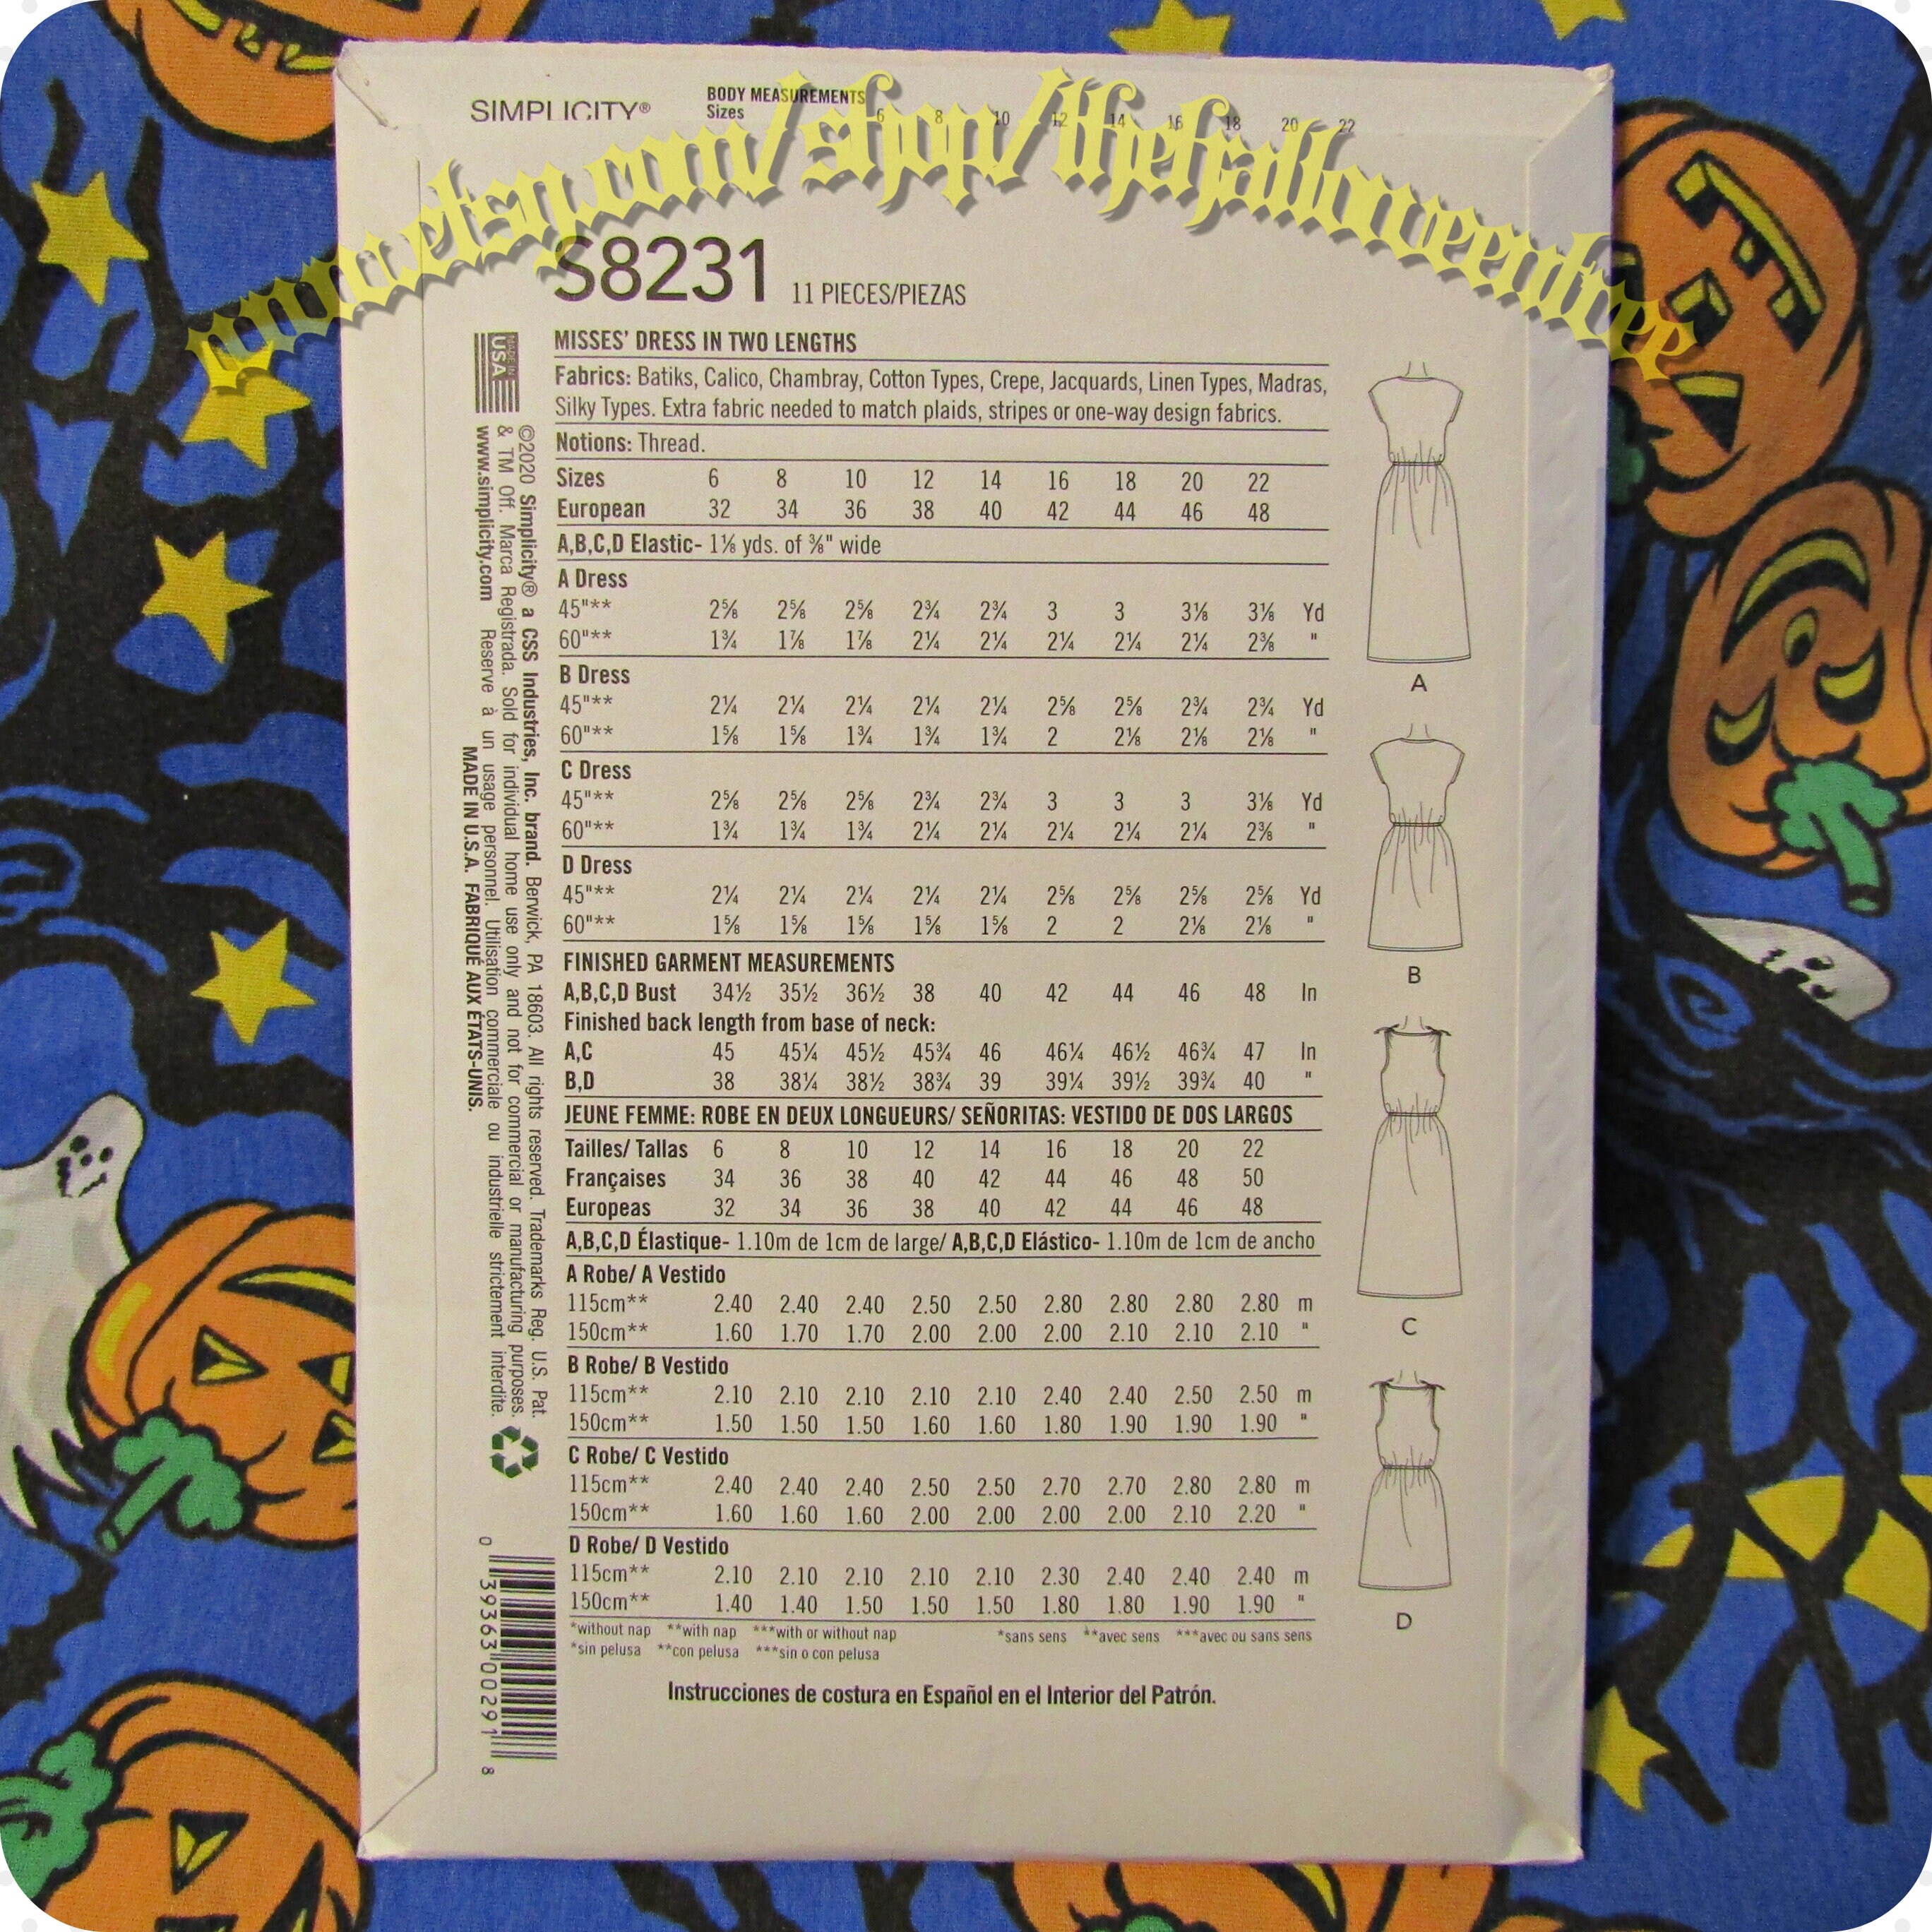 SIMPLICITY®
BODY MEASUREMENTS
Sizes 6 8 10 12 14 16 18 20 22
www.etsy.com/shop/thehalloweentree
S8231 11 PIECES/PIEZAS
MISSES' DRESS IN TWO LENGTHS
Fabrics: Batiks, Calico, Chambray, Cotton Types, Crepe, Jacquards, Linen Types, Madras,
Silky Types. Extra fabric needed to match plaids, stripes or one-way design fabrics.
Notions: Thread.
Sizes 6 8 10 12 14 16 18 20 22
European 32 34 36 38 40 42 44 46 48
A,B,C,D Elastic- 1⅛ yds. of ⅜" wide
A Dress
45"** 2⅝ 2⅝ 2⅝ 2¾ 2¾ 3 3 3⅛ 3⅛ Yd
60"** 1¾ 1⅞ 1⅞ 2¼ 2¼ 2¼ 2¼ 2¼ 2⅜ "
B Dress
45"** 2¼ 2¼ 2¼ 2¼ 2¼ 2⅝ 2⅝ 2¾ 2¾ Yd
60"** 1⅝ 1⅝ 1¾ 1¾ 1¾ 2 2⅛ 2⅛ 2⅛ "
C Dress
45"** 2⅝ 2⅝ 2⅝ 2¾ 2¾ 3 3 3 3⅛ Yd
60"** 1¾ 1¾ 1¾ 2¼ 2¼ 2¼ 2¼ 2¼ 2⅜ "
D Dress
45"** 2¼ 2¼ 2¼ 2¼ 2¼ 2⅝ 2⅝ 2⅝ 2⅝ Yd
60"** 1⅝ 1⅝ 1⅝ 1⅝ 1⅝ 2 2 2⅛ 2⅛ "
FINISHED GARMENT MEASUREMENTS
A,B,C,D Bust 34½ 35½ 36½ 38 40 42 44 46 48 In
Finished back length from base of neck:
A,C 45 45¼ 45½ 45¾ 46 46¼ 46½ 46¾ 47 In
B,D 38 38¼ 38½ 38¾ 39 39¼ 39½ 39¾ 40 "
JEUNE FEMME: ROBE EN DEUX LONGUEURS/ SEÑORITAS: VESTIDO DE DOS LARGOS
Tailles/ Tallas 6 8 10 12 14 16 18 20 22
Françaises 34 36 38 40 42 44 46 48 50
Europeas 32 34 36 38 40 42 44 46 48
A,B,C,D Élastique- 1.10m de 1cm de large/ A,B,C,D Elástico- 1.10m de 1cm de ancho
A Robe/ A Vestido
115cm** 2.40 2.40 2.40 2.50 2.50 2.80 2.80 2.80 2.80 m
150cm** 1.60 1.70 1.70 2.00 2.00 2.00 2.10 2.10 2.10 "
B Robe/ B Vestido
115cm** 2.10 2.10 2.10 2.10 2.10 2.40 2.40 2.50 2.50 m
150cm** 1.50 1.50 1.50 1.60 1.60 1.80 1.90 1.90 1.90 "
C Robe/ C Vestido
115cm** 2.40 2.40 2.40 2.50 2.50 2.70 2.70 2.80 2.80 m
150cm** 1.60 1.60 1.60 2.00 2.00 2.00 2.00 2.10 2.20 "
D Robe/ D Vestido
115cm** 2.10 2.10 2.10 2.10 2.10 2.30 2.40 2.40 2.40 m
150cm** 1.40 1.40 1.50 1.50 1.50 1.80 1.80 1.90 1.90 "
*without nap **with nap ***with or without nap *sans sens **avec sens ***avec ou sans sens
*sin pelusa **con pelusa ***sin o con pelusa
Instrucciones de costura en Español en el Interior del Patrón.
A
B
C
D
MADE IN
USA
©2020 Simplicity® a CSS Industries, Inc. brand. Berwick, PA 18603. All rights reserved. Trademarks Reg. U.S. Pat.
& TM Off. Marca Registrada. Sold for individual home use only and not for commercial or manufacturing purposes.
www.simplicity.com Reserve à un usage personnel. Utilisation commerciale ou industrielle strictement interdite.
MADE IN U.S.A. FABRIQUÉ AUX ÉTATS-UNIS.
0 39363 00291 8